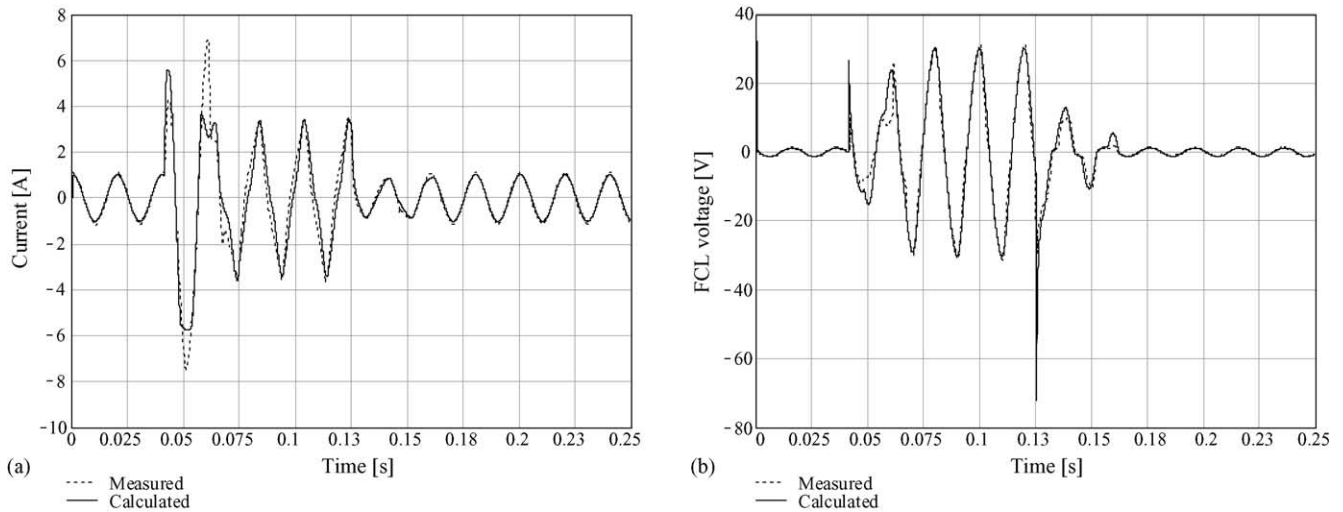 8
6
4
2
0
−2
−4
−6
−8
−10
Current [A]
0 0.025 0.05 0.075 0.1 0.13 0.15 0.18 0.2 0.23 0.25
Time [s]
(a)
Measured
Calculated
40
20
0
−20
−40
−60
−80
FCL voltage [V]
0 0.025 0.05 0.075 0.1 0.13 0.15 0.18 0.2 0.23 0.25
Time [s]
(b)
Measured
Calculated